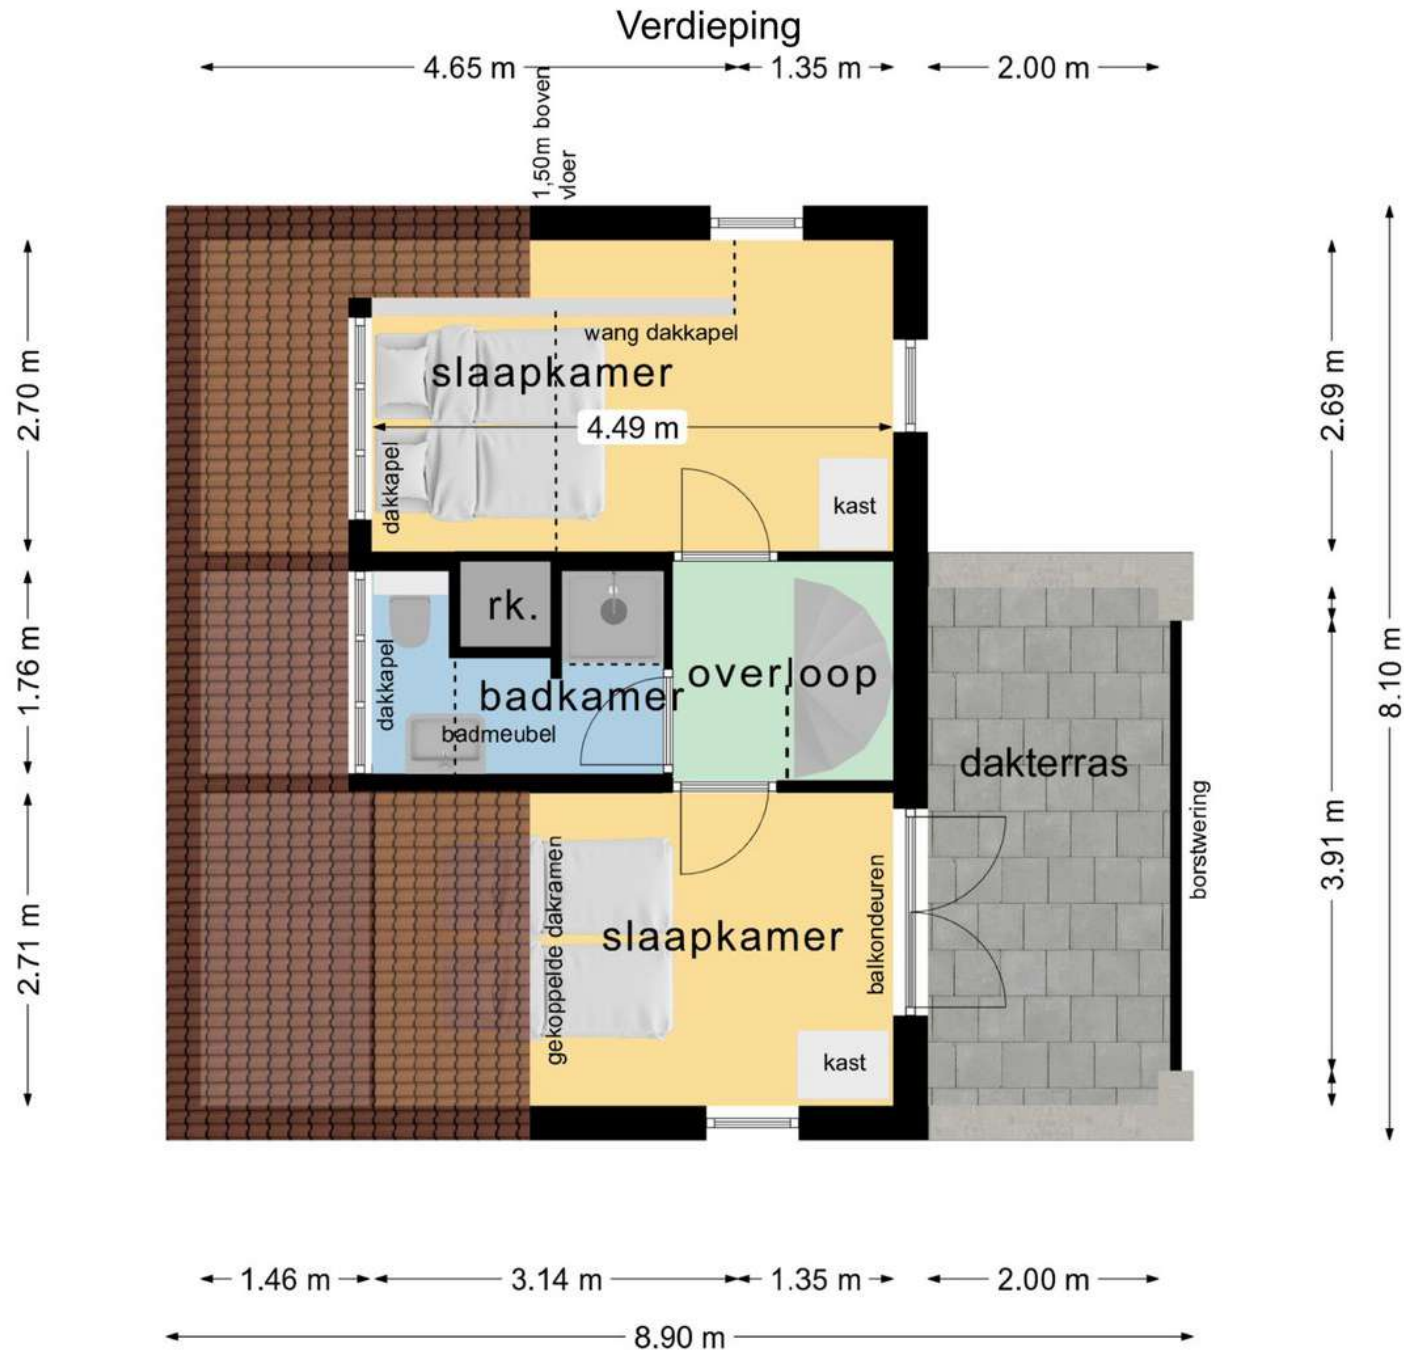 Verdieping
4.65 m
1.35 m
2.00 m
1,50m boven
vloer
2.70 m
1.76 m
2.71 m
wang dakkapel
slaapkamer
4.49 m
dakkapel
kast
2.69 m
rk.
overloop
badkamer
dakkapel
badmeubel
dakterras
borstwering
8.10 m
3.91 m
gekoppelde dakramen
slaapkamer
balkondeuren
kast
1.46 m
3.14 m
1.35 m
2.00 m
8.90 m